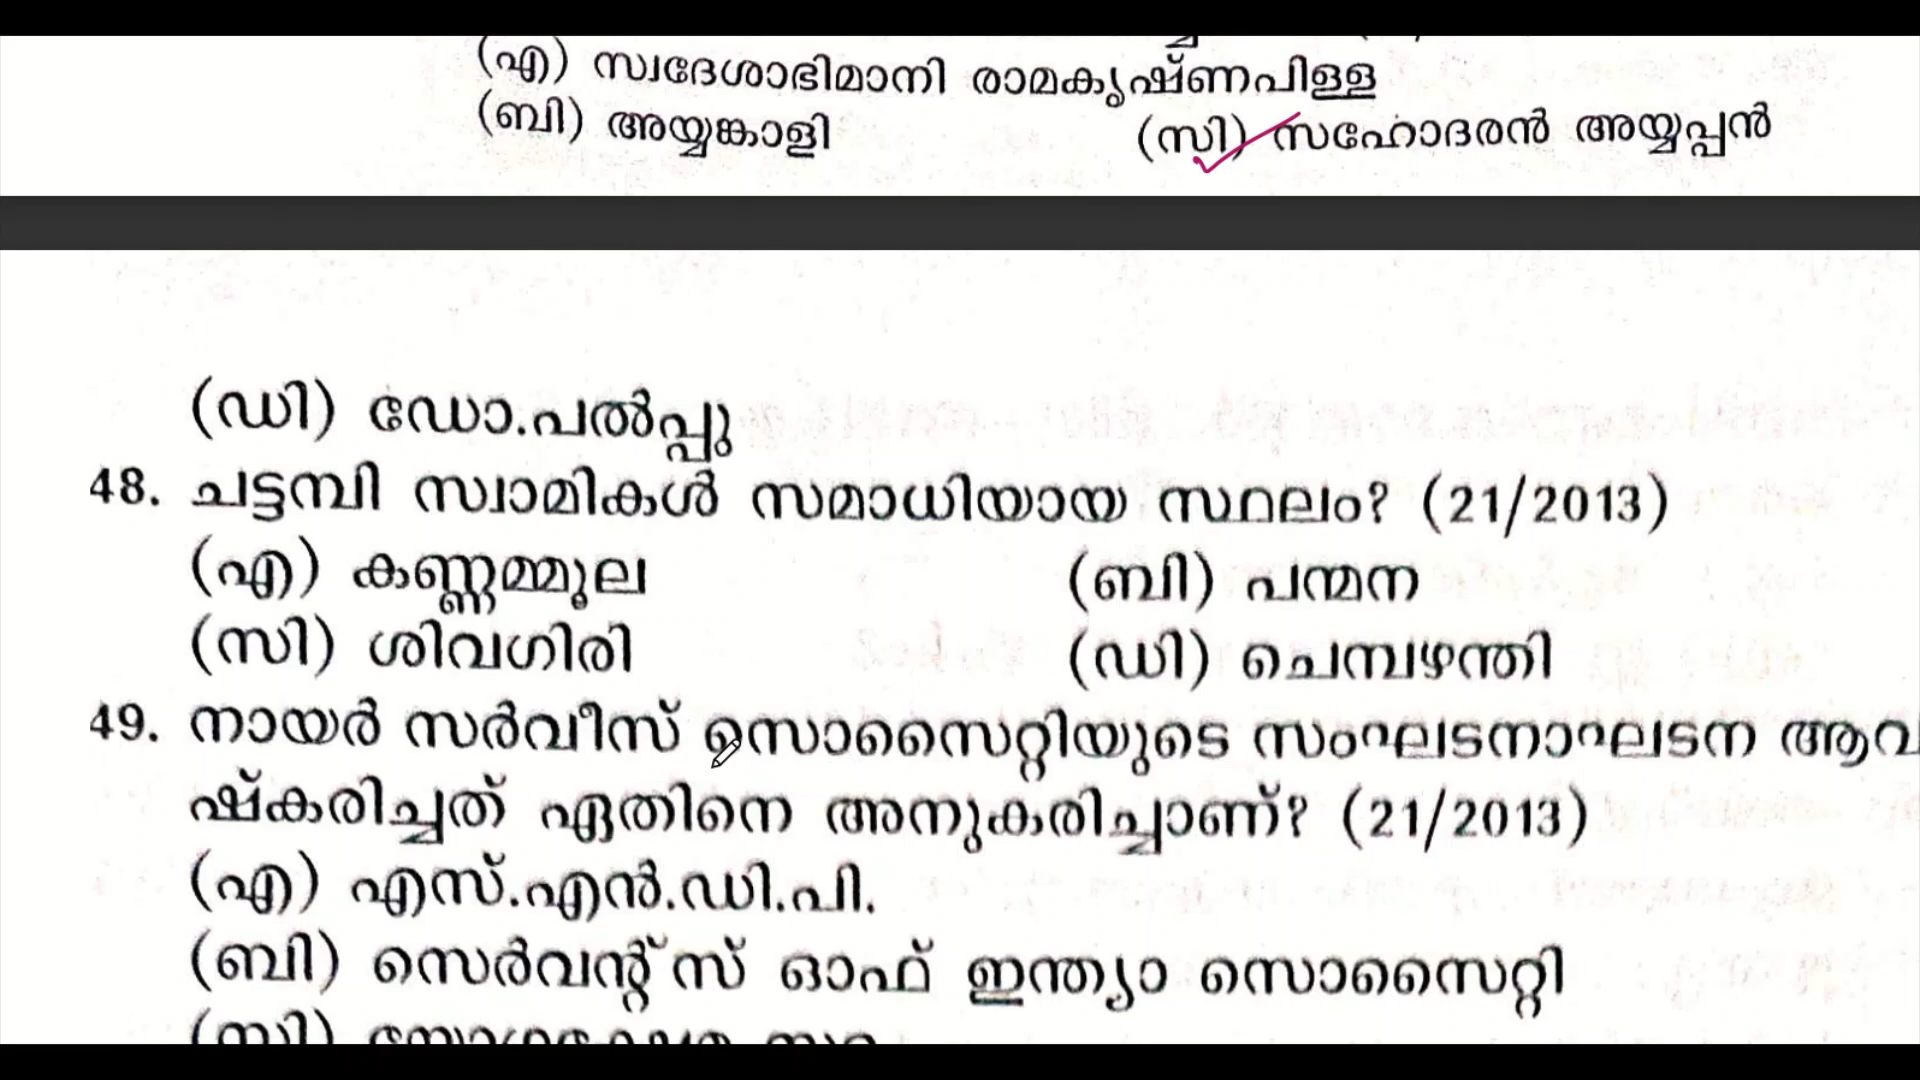 (എ) സ്വദേശാഭിമാനി രാമകൃഷ്ണപിള്ള
(ബി) അയ്യങ്കാളി (സി) സഹോദരൻ അയ്യപ്പൻ
(ഡി) ഡോ.പൽപ്പു
48. ചട്ടമ്പി സ്വാമികൾ സമാധിയായ സ്ഥലം? (21/2013)
(എ) കണ്ണമ്മൂല (ബി) പന്മന
(സി) ശിവഗിരി (ഡി) ചെമ്പഴന്തി
49. നായർ സർവീസ് സൊസൈറ്റിയുടെ സംഘടനാഘടന ആവ
ഷ്കരിച്ചത് ഏതിനെ അനുകരിച്ചാണ്? (21/2013)
(എ) എസ്.എൻ.ഡി.പി.
(ബി) സെർവന്റ്സ് ഓഫ് ഇന്ത്യാ സൊസൈറ്റി